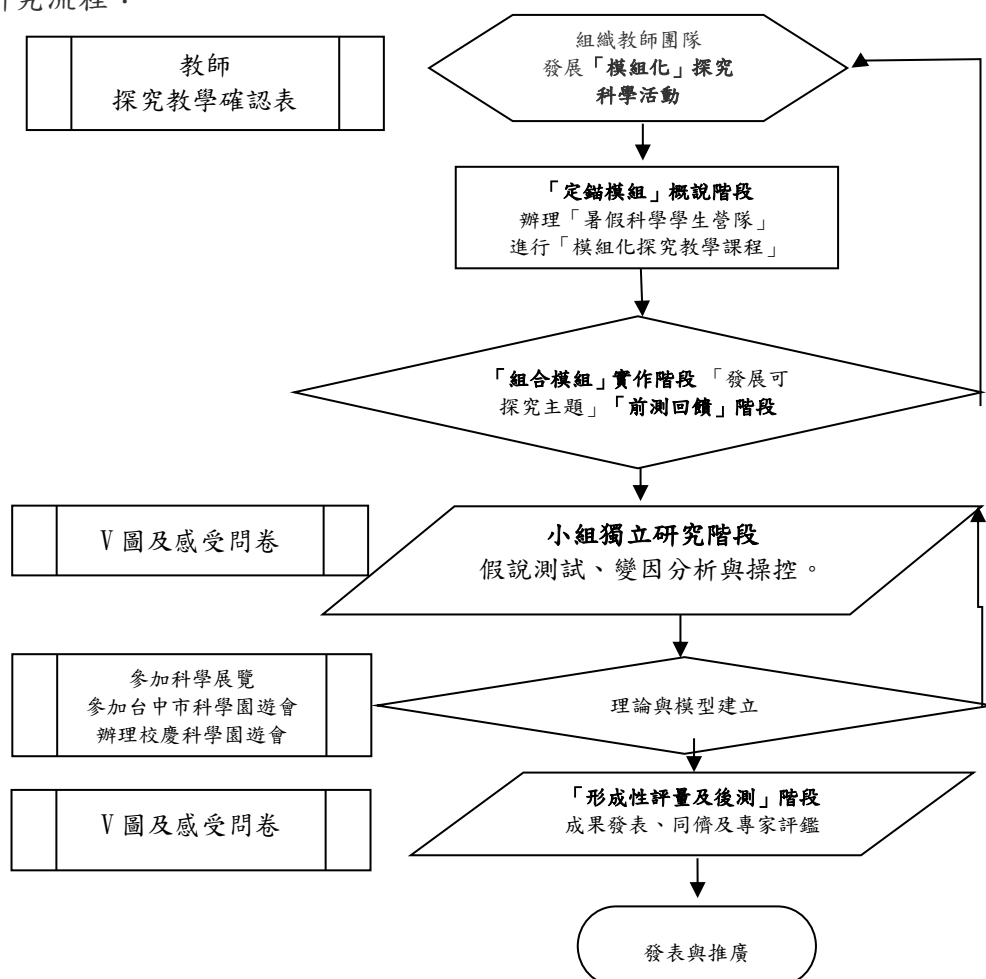 研究流程：
教師
探究教學確認表
組織教師團隊
發展「模組化」探究
科學活動
「定錨模組」概說階段
辦理「暑假科學學生營隊」
進行「模組化探究教學課程」
「組合模組」實作階段 「發展可
探究主題」「前測回饋」階段
V 圖及感受問卷
小組獨立研究階段
假說測試、變因分析與操控。
參加科學展覽
參加台中市科學園遊會
辦理校慶科學園遊會
理論與模型建立
V 圖及感受問卷
「形成性評量及後測」階段
成果發表、同儕及專家評鑑
發表與推廣